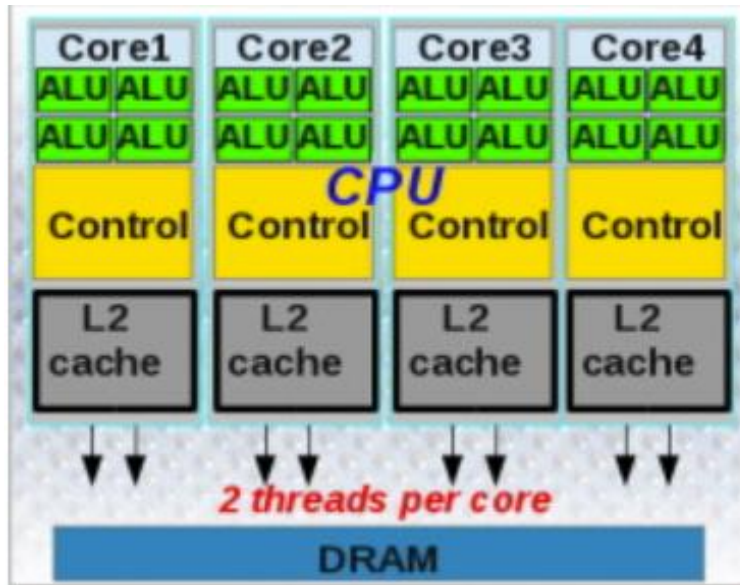 Core1 Core2 Core3 Core4
ALU ALU ALU ALU ALU ALU ALU ALU
ALU ALU ALU ALU ALU ALU ALU ALU
CPU
Control Control Control Control
L2 L2 L2 L2
cache cache cache cache
2 threads per core
DRAM